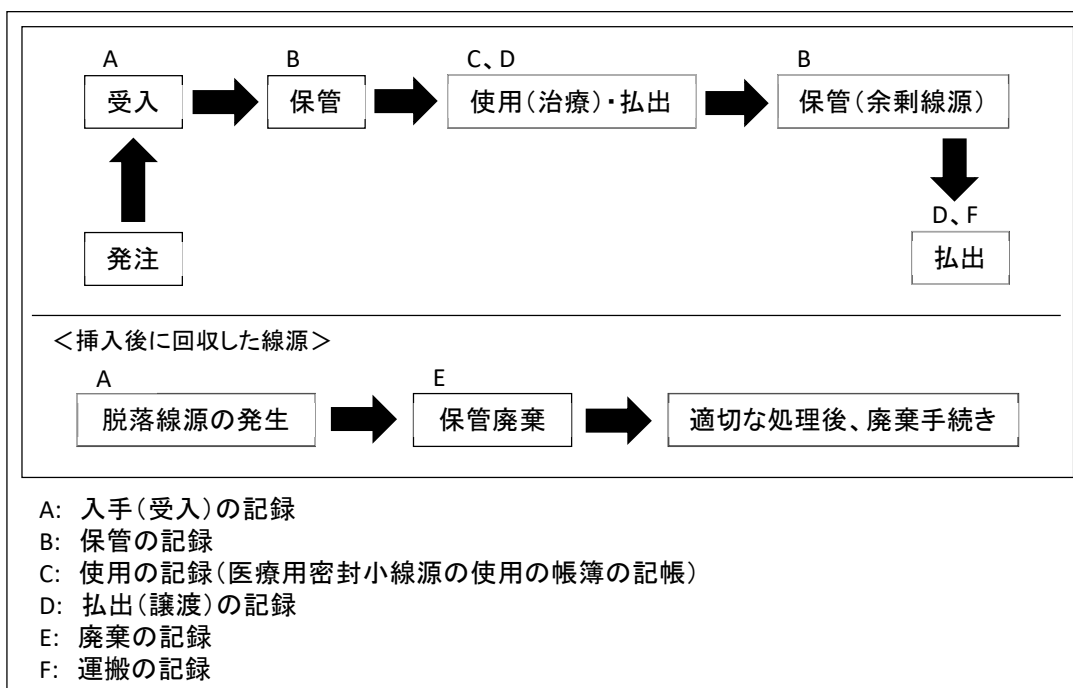 A B C、D B
受入 保管 使用(治療)・払出 保管(余剰線源)
D、F
発注 払出
<挿入後に回収した線源>
A E
脱落線源の発生 保管廃棄 適切な処理後、廃棄手続き
A: 入手(受入)の記録
B: 保管の記録
C: 使用の記録(医療用密封小線源の使用の帳簿の記帳)
D: 払出(譲渡)の記録
E: 廃棄の記録
F: 運搬の記録